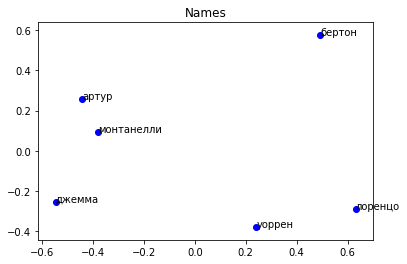 Names
0.6
0.4
0.2
0.0
−0.2
−0.4
бертон
артур
монтанелли
джемма
лоренцо
уоррен
−0.6
−0.4
−0.2
0.0
0.2
0.4
0.6